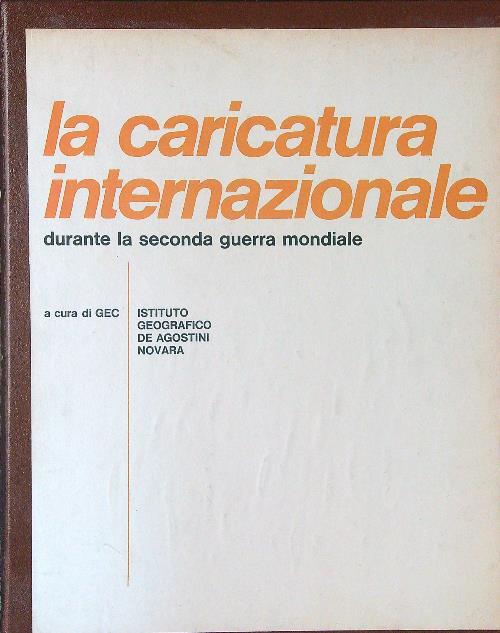 la caricatura
internazionale
durante la seconda guerra mondiale
a cura di GEC
ISTITUTO
GEOGRAFICO
DE AGOSTINI
NOVARA